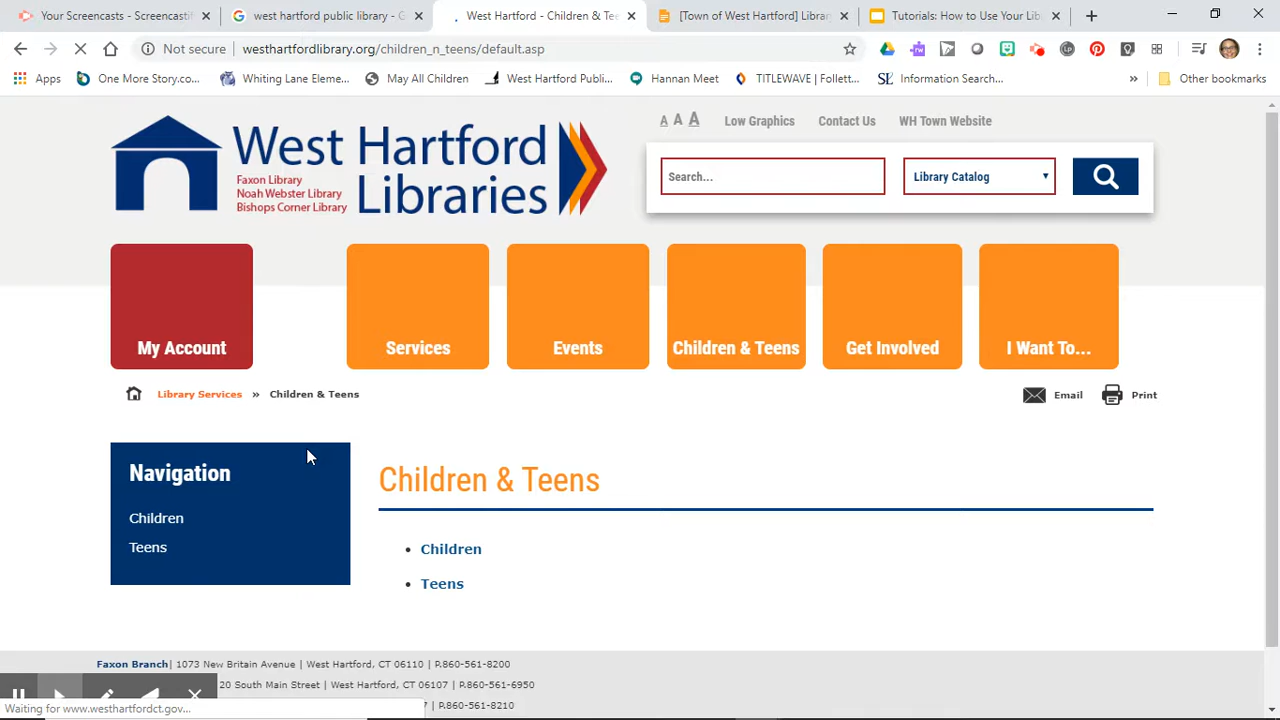 Your Screencasts - Screencastif
west hartford public library - G
West Hartford - Children & Tee
[Town of West Hartford] Librar
Tutorials: How to Use Your Lib
Not secure | westhartfordlibrary.org/children_n_teens/default.asp
Apps
One More Story.co...
Whiting Lane Eleme...
May All Children
West Hartford Publi...
Hannan Meet
TITLEWAVE | Follett...
Information Search...
»
Other bookmarks
West Hartford
Libraries
Faxon Library
Noah Webster Library
Bishops Corner Library
A A A
Low Graphics
Contact Us
WH Town Website
Search...
Library Catalog
My Account
Services
Events
Children & Teens
Get Involved
I Want To...
Library Services » Children & Teens
Email
Print
Navigation
Children
Teens
Children & Teens
• Children
• Teens
Faxon Branch| 1073 New Britain Avenue | West Hartford, CT 06110 | P.860-561-8200
20 South Main Street | West Hartford, CT 06107 | P.860-561-6950
7 | P.860-561-8210
Waiting for www.westhartfordct.gov...